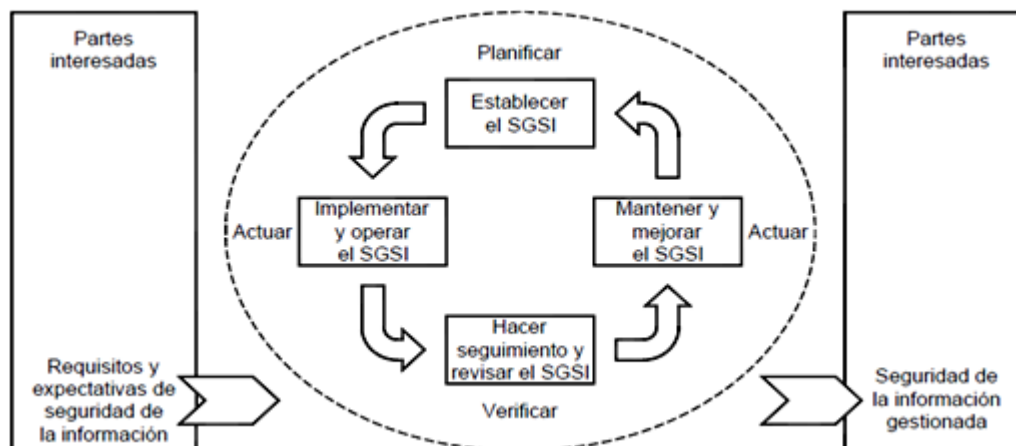 Partes
interesadas
Requisitos y
expectativas de
seguridad de
la información
Planificar
Establecer
el SGSI
Actuar
Implementar
y operar
el SGSI
Mantener y
mejorar
el SGSI
Actuar
Hacer
seguimiento y
revisar el SGSI
Verificar
Partes
interesadas
Seguridad de
la información
gestionada